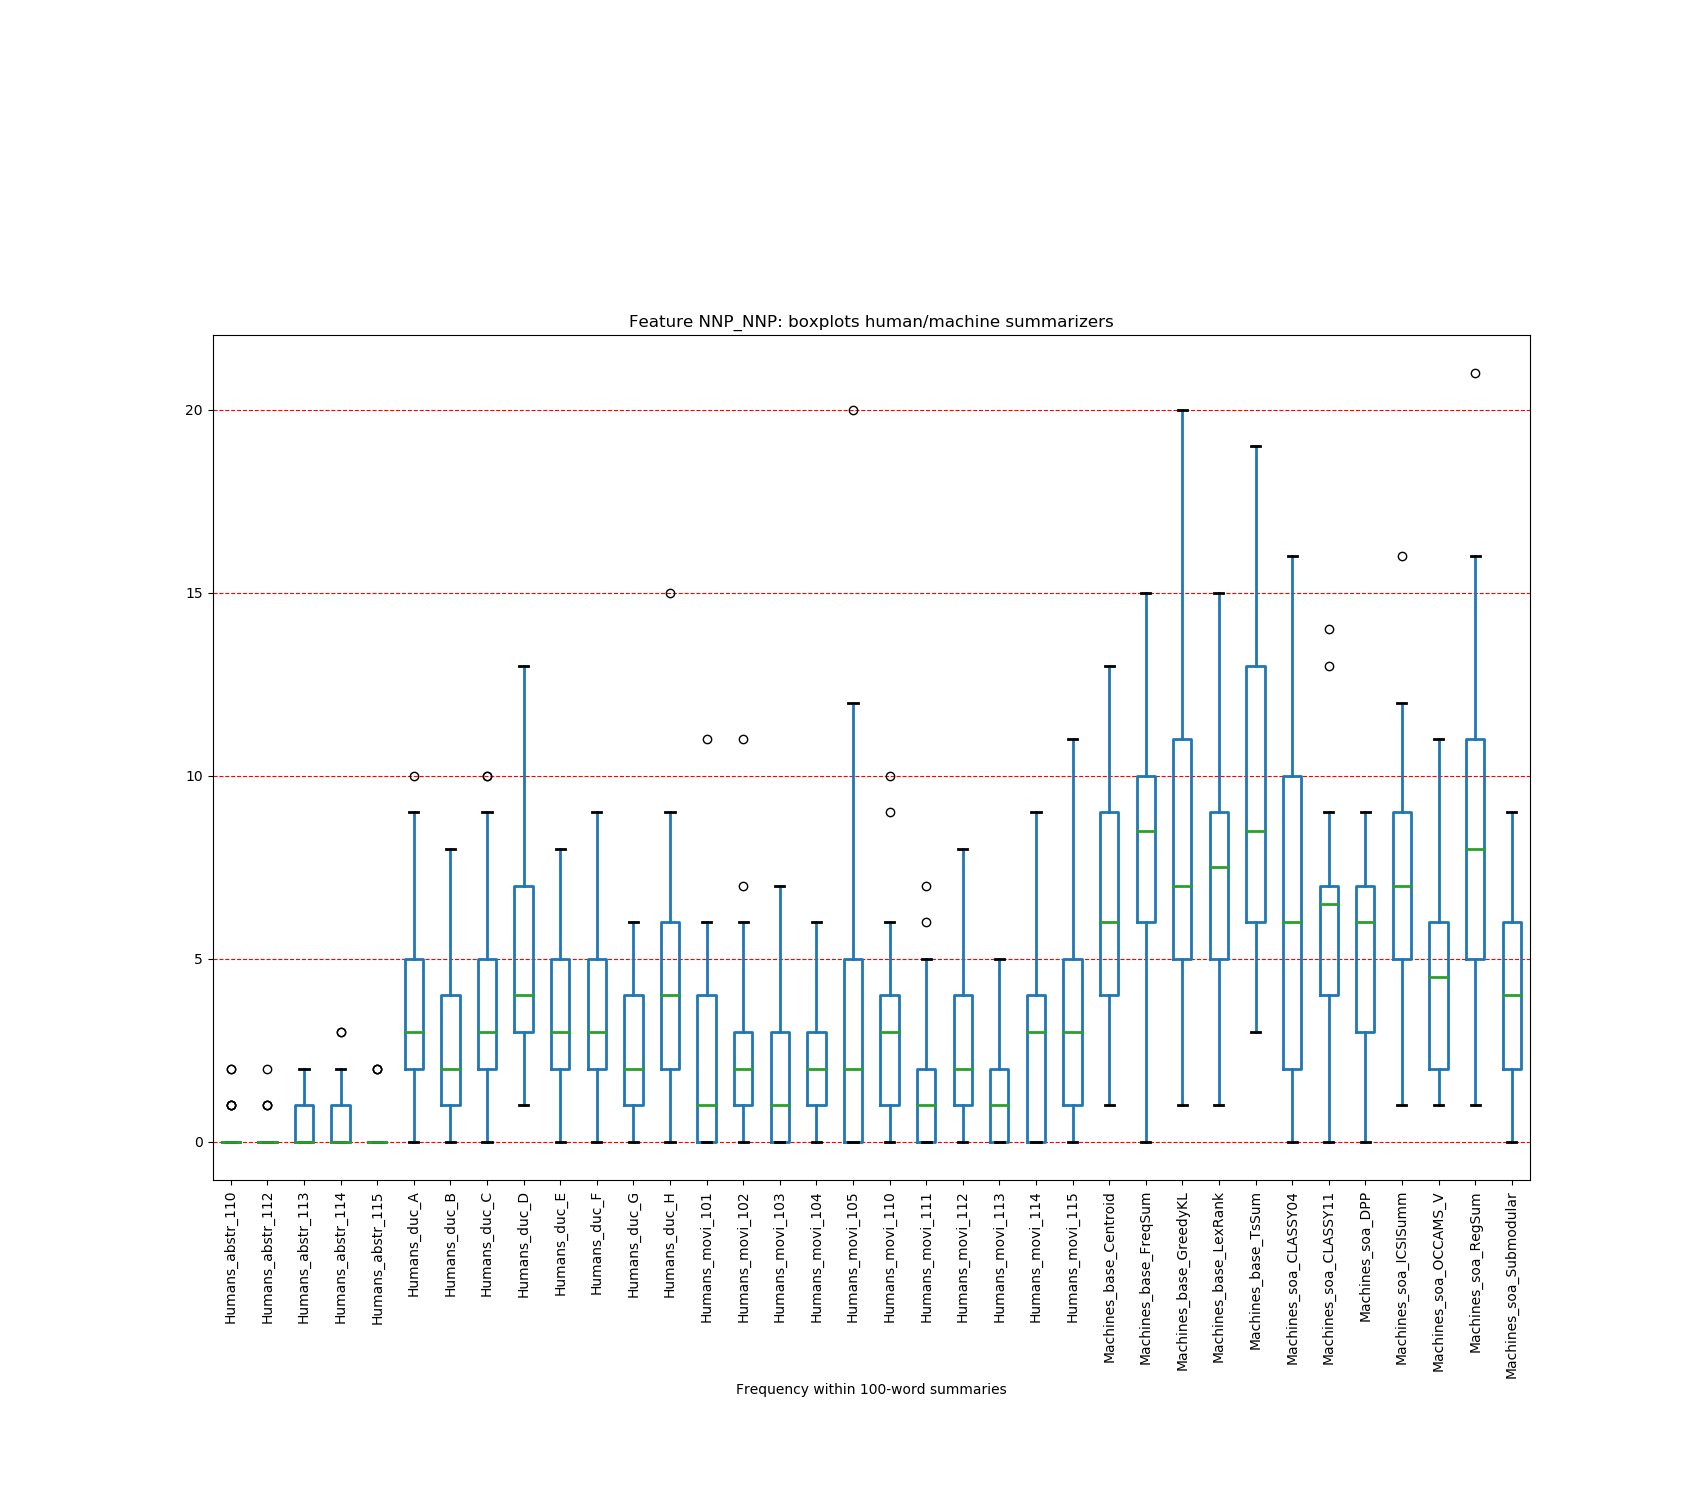 Feature NNP_NNP: boxplots human/machine summarizers
20
15
10
5
0
Humans_abstr_110
Humans_abstr_112
Humans_abstr_113
Humans_abstr_114
Humans_abstr_115
Humans_duc_A
Humans_duc_B
Humans_duc_C
Humans_duc_D
Humans_duc_E
Humans_duc_F
Humans_duc_G
Humans_duc_H
Humans_movi_101
Humans_movi_102
Humans_movi_103
Humans_movi_104
Humans_movi_105
Humans_movi_110
Humans_movi_111
Humans_movi_112
Humans_movi_113
Humans_movi_114
Humans_movi_115
Machines_base_Centroid
Machines_base_FreqSum
Machines_base_GreedyKL
Machines_base_LexRank
Machines_base_TsSum
Machines_soa_CLASSY04
Machines_soa_CLASSY11
Machines_soa_DPP
Machines_soa_ICSISumm
Machines_soa_OCCAMS_V
Machines_soa_RegSum
Machines_soa_Submodular
Frequency within 100-word summaries